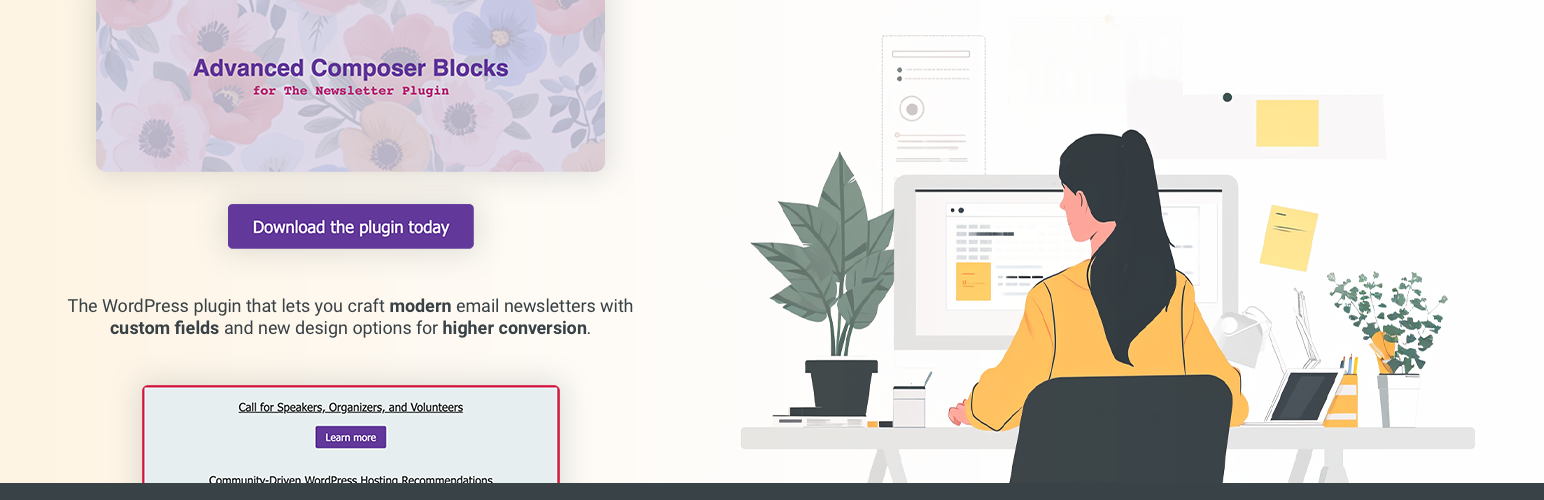 Advanced Composer Blocks
for The Newsletter Plugin
Download the plugin today
The WordPress plugin that lets you craft modern email newsletters with
custom fields and new design options for higher conversion.
Call for Speakers, Organizers, and Volunteers
Learn more
Community-Driven WordPress Hosting Recommendations